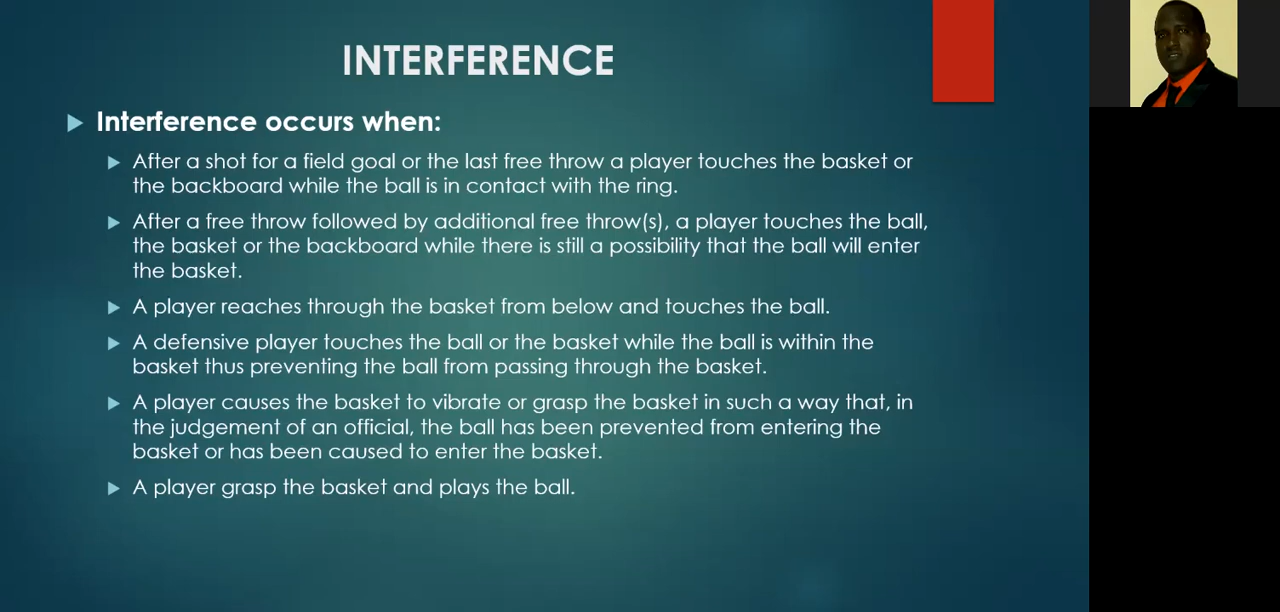 INTERFERENCE
Interference occurs when:
After a shot for a field goal or the last free throw a player touches the basket or
the backboard while the ball is in contact with the ring.
After a free throw followed by additional free throw(s), a player touches the ball,
the basket or the backboard while there is still a possibility that the ball will enter
the basket.
A player reaches through the basket from below and touches the ball.
A defensive player touches the ball or the basket while the ball is within the
basket thus preventing the ball from passing through the basket.
A player causes the basket to vibrate or grasp the basket in such a way that, in
the judgement of an official, the ball has been prevented from entering the
basket or has been caused to enter the basket.
A player grasp the basket and plays the ball.